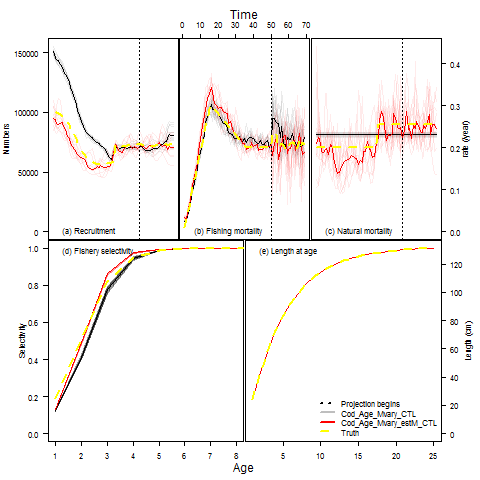 Time
0 10 20 30 40 50 60 70
150000
100000
50000
0
Numbers
0.4
0.3
0.2
0.1
0.0
rate (/year)
(a) Recruitment
(b) Fishing mortality
(c) Natural mortality
(d) Fishery selectivity
(e) Length at age
1.0
0.8
0.6
0.4
0.2
0.0
Selectivity
120
100
80
60
40
20
0
Length (cm)
Projection begins
Cod_Age_Mvary_CTL
Cod_Age_Mvary_estM_CTL
Truth
1 2 3 4 5 6 7 8
5 10 15 20 25
Age